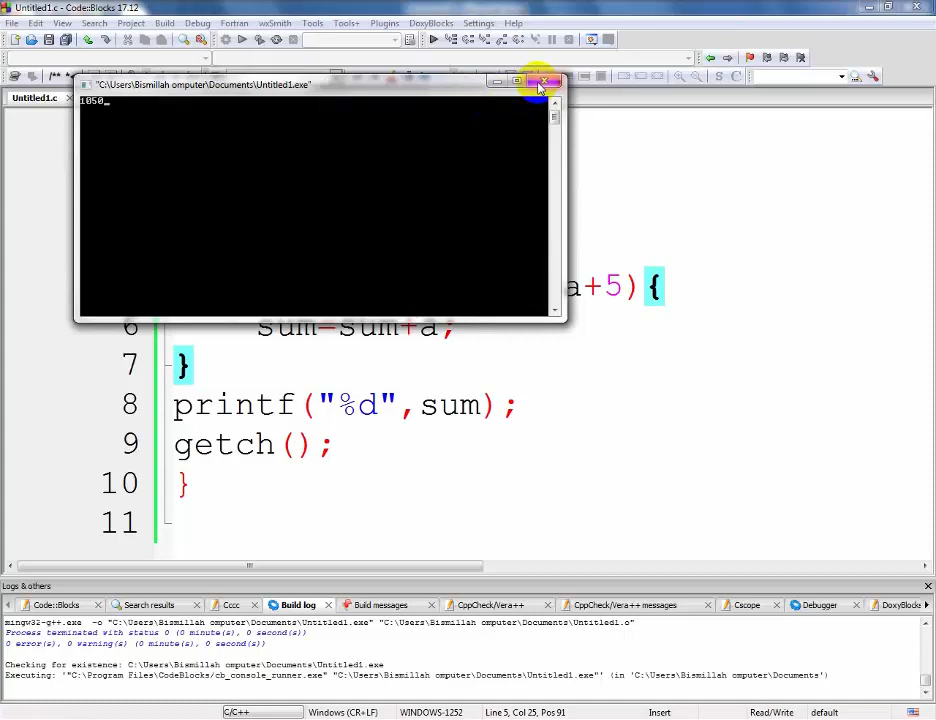 Untitled1.c - Code::Blocks 17.12
File Edit View Search Project Build Debug Fortran wxSmith Tools Tools+ Plugins DoxyBlocks Settings Help
Untitled1.c
"C:\Users\Bismillah omputer\Documents\Untitled1.exe"
1050_
a+5){
6 sum=sum+a;
7 }
8 printf("%d",sum);
9 getch();
10 }
11
Logs & others
Code::Blocks Search results Cccc Build log Build messages CppCheck/Vera++ CppCheck/Vera++ messages Cscope Debugger DoxyBlocks
mingw32-g++.exe -o "C:\Users\Bismillah omputer\Documents\Untitled1.exe" "C:\Users\Bismillah omputer\Documents\Untitled1.o"
Process terminated with status 0 (0 minute(s), 0 second(s))
0 error(s), 0 warning(s) (0 minute(s), 0 second(s))
Checking for existence: C:\Users\Bismillah omputer\Documents\Untitled1.exe
Executing: '"C:\Program Files\CodeBlocks/cb_console_runner.exe" "C:\Users\Bismillah omputer\Documents\Untitled1.exe"' (in 'C:\Users\Bismillah omputer\Documents')
C/C++ Windows (CR+LF) WINDOWS-1252 Line 5, Col 25, Pos 91 Insert Read/Write default